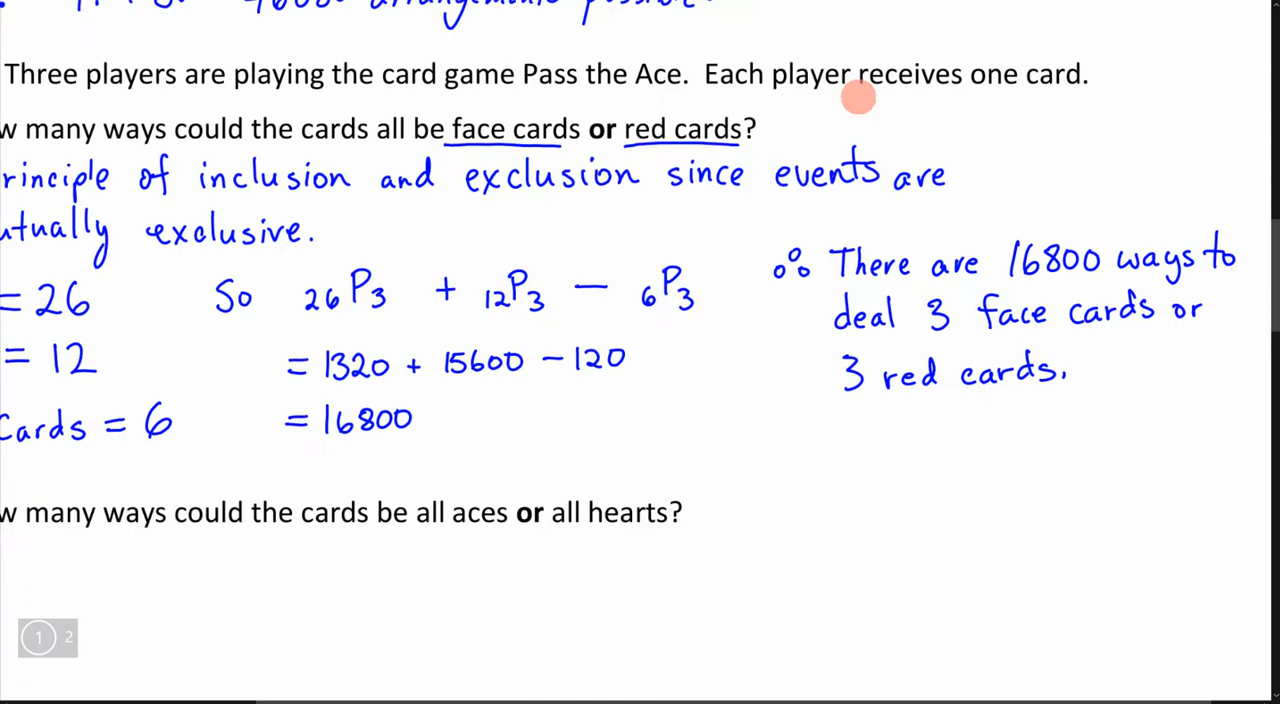 Three players are playing the card game Pass the Ace. Each player receives one card.
w many ways could the cards all be face cards or red cards?
rinciple of inclusion and exclusion since events are
utually exclusive.
= 26 So 26P3 + 12P3 − 6P3
= 12 = 1320 + 15600 − 120
Cards = 6 = 16800
∴ There are 16800 ways to
deal 3 face cards or
3 red cards.
w many ways could the cards be all aces or all hearts?
1 2